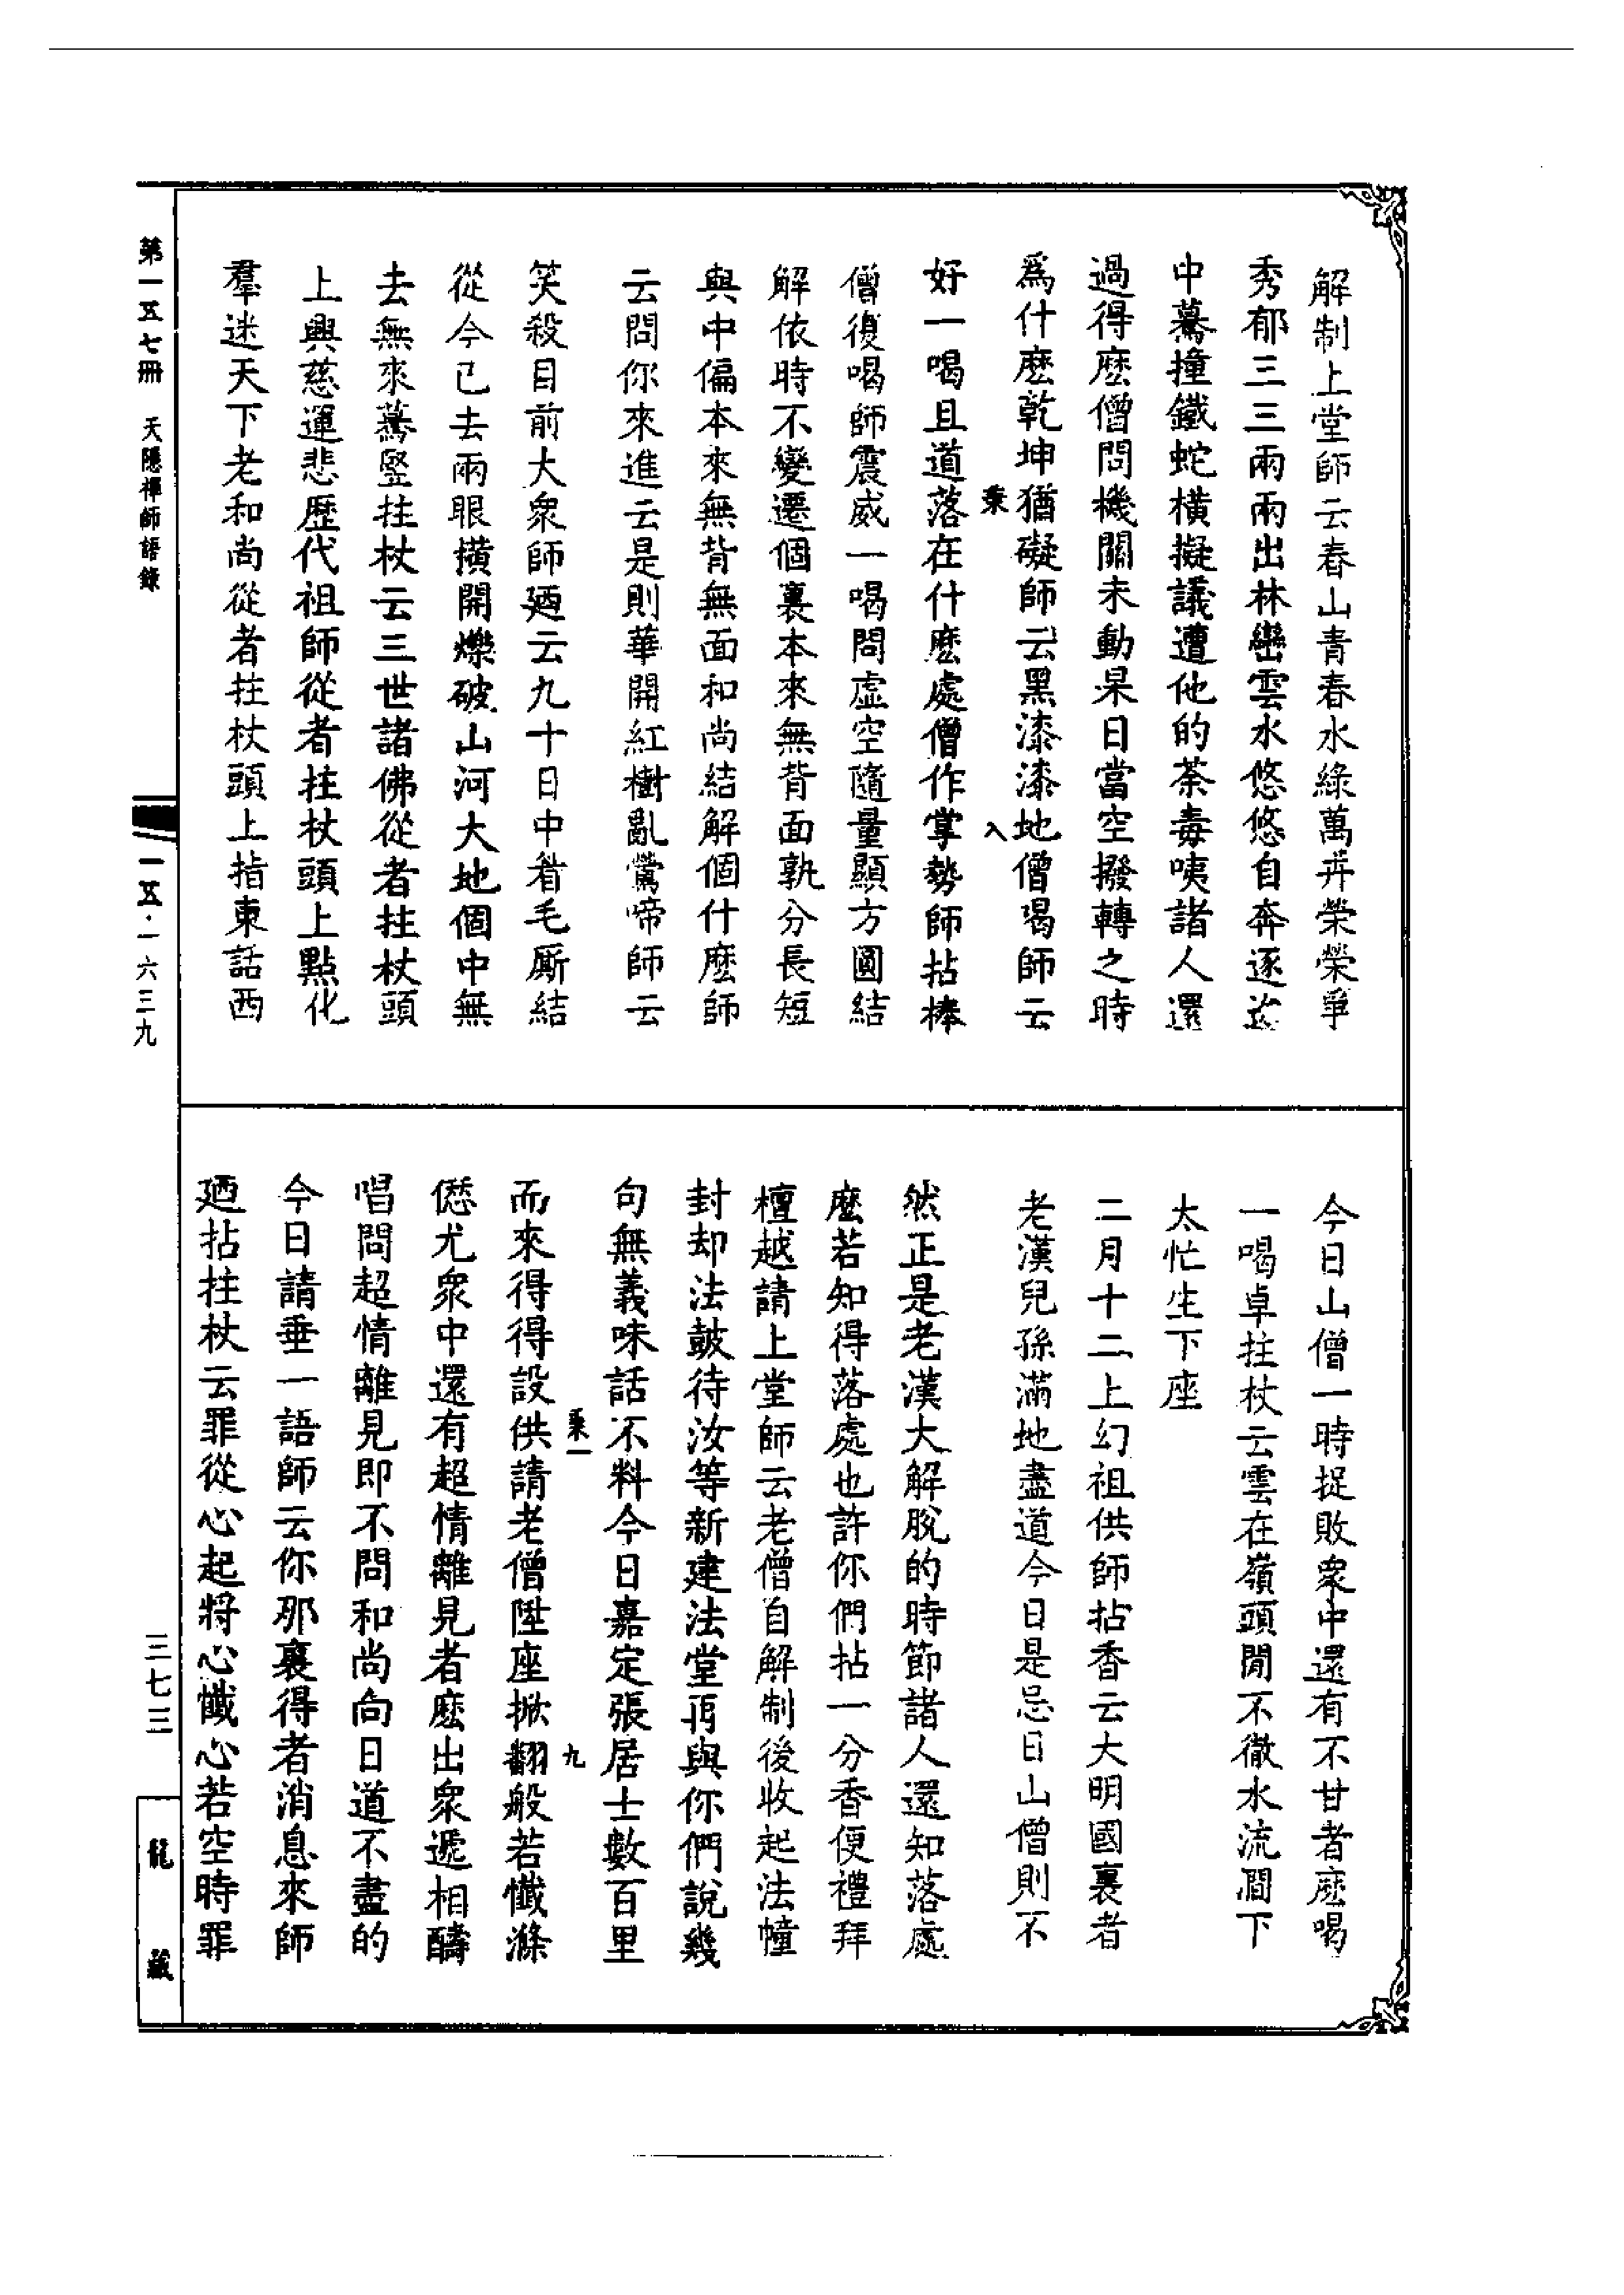 解制上堂師云春山青春水綠萬卉榮榮爭
秀郁三三兩兩出林巒雲水悠悠自奔逐途
中驀撞鐵蛇橫擬議遭他的荼毒咦諸人還
過得麽僧問機關未動杲日當空撥轉之時
爲什麽乾坤猶礙師云黑漆漆地僧喝師云
秉 八
好一喝且道落在什麽處僧作掌勢師拈棒
僧復喝師震威一喝問虛空隨量顯方圓結
解依時不變遷個裏本來無背面孰分長短
與中偏本來無背無面和尚結解個什麽師
云問你來進云是則華開紅樹亂鶯啼師云
笑殺目前大衆師廼云九十日中眉毛厮結
從今已去兩眼擴開爍破山河大地個中無
去無來驀竪拄杖云三世諸佛從者拄杖頭
上興慈運悲歷代祖師從者拄杖頭上點化
羣迷天下老和尚從者拄杖頭上指東話西
今日山僧一時捉敗衆中還有不甘者麽喝
一喝卓拄杖云雲在嶺頭閒不徹水流澗下
太忙生下座
二月十二上幻祖供師拈香云大明國裏者
老漢兒孫滿地盡道今日是忌日山僧則不
然正是老漢大解脫的時節諸人還知落處
麽若知得落處也許你們拈一分香便禮拜
檀越請上堂師云老僧自解制後收起法幢
封却法鼓待汝等新建法堂再與你們說幾
句無義味話不料今日嘉定張居士數百里
秉一 九
而來得得設供請老僧陞座掀翻般若懺滌
愆尤衆中還有超情離見者麽出衆遞相酬
唱問超情離見即不問和尚向日道不盡的
今日請垂一語師云你那裏得者消息來師
廼拈拄杖云罪從心起將心懺心若空時罪
第一五七冊 天隱禪師語錄
一五·一六三九
三七三
龍藏